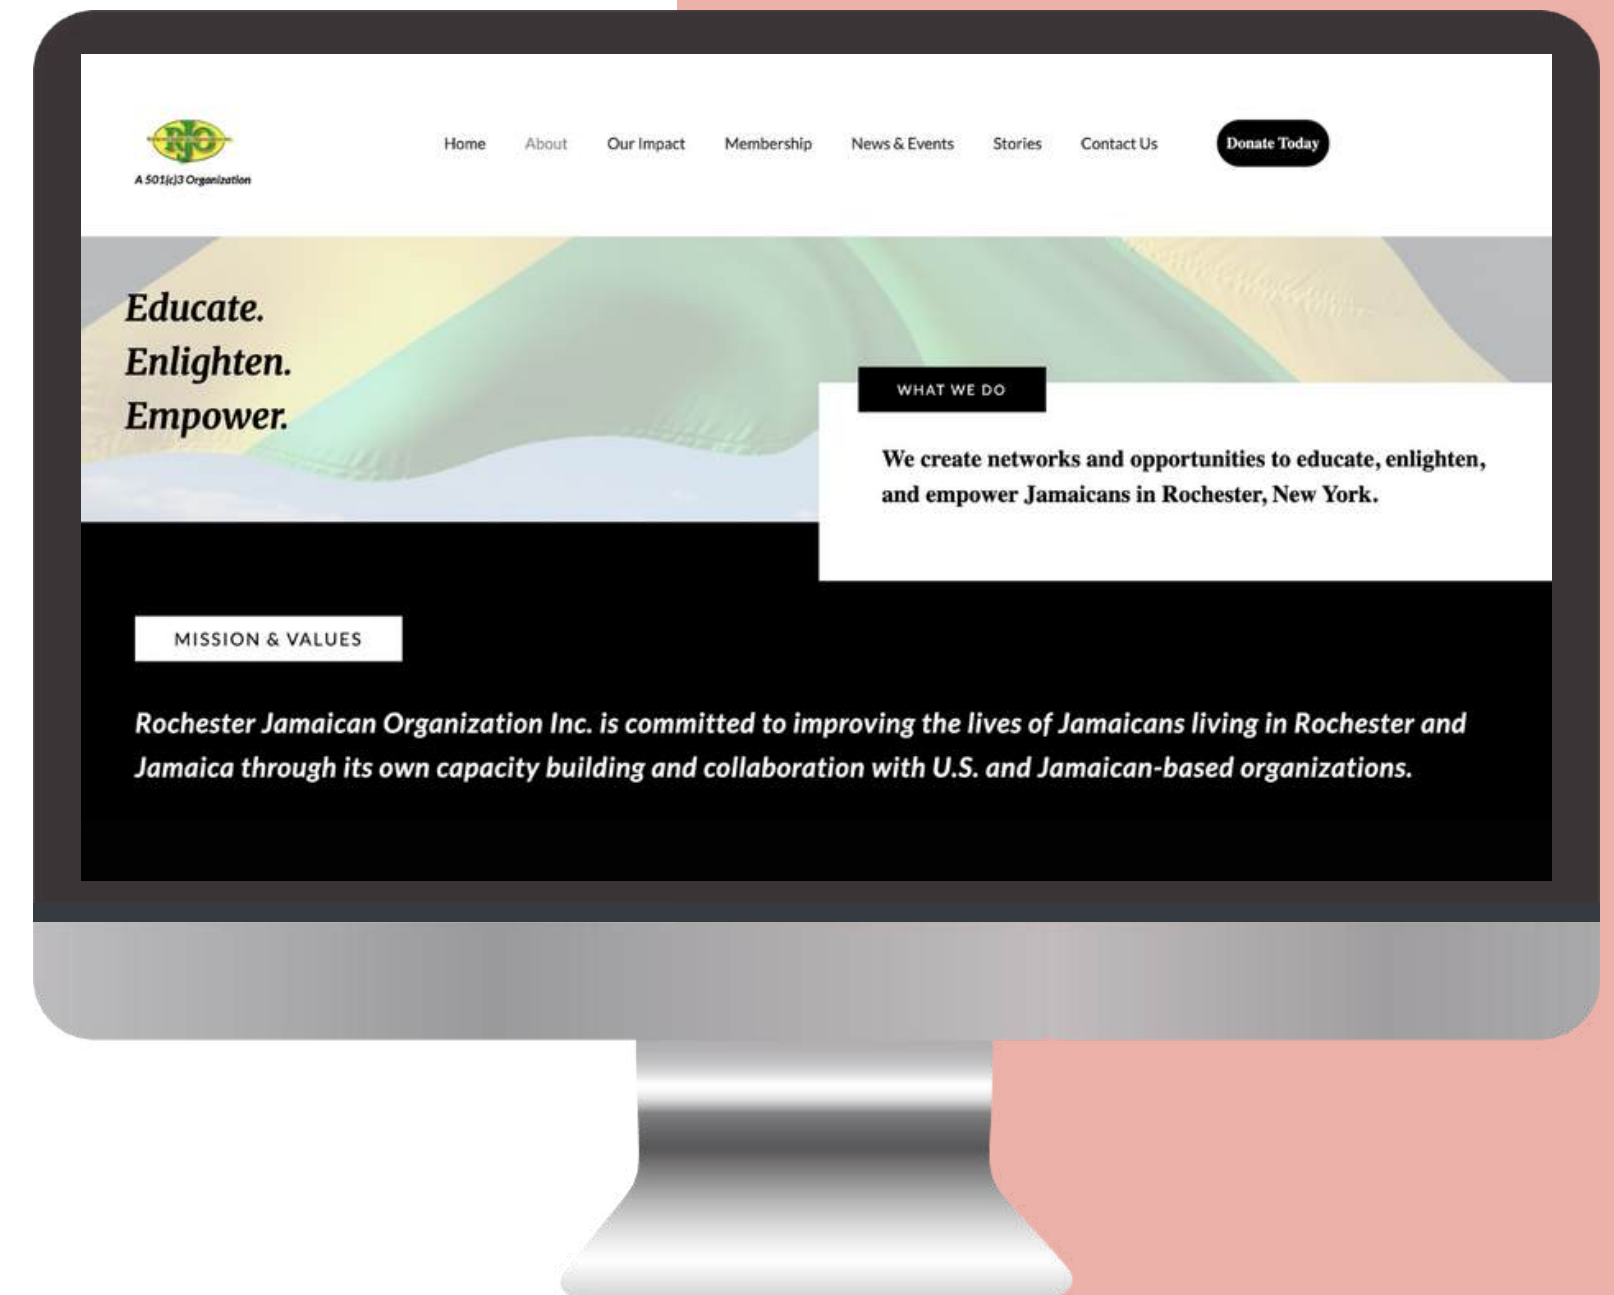 RJO
A 501(c)3 Organization
Home About Our Impact Membership News & Events Stories Contact Us Donate Today
Educate.
Enlighten.
Empower.
WHAT WE DO
We create networks and opportunities to educate, enlighten,
and empower Jamaicans in Rochester, New York.
MISSION & VALUES
Rochester Jamaican Organization Inc. is committed to improving the lives of Jamaicans living in Rochester and
Jamaica through its own capacity building and collaboration with U.S. and Jamaican-based organizations.